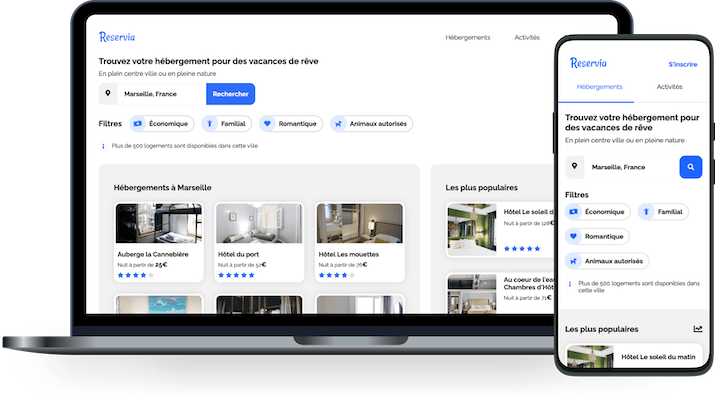 Reservia
Hébergements
Activités
Trouvez votre hébergement pour des vacances de rêve
En plein centre ville ou en pleine nature
Marseille, France
Rechercher
Filtres
Économique
Familial
Romantique
Animaux autorisés
Plus de 500 logements sont disponibles dans cette ville
Hébergements à Marseille
Auberge la Cannebière
Nuit à partir de 25€
Hôtel du port
Nuit à partir de 52€
Hôtel Les mouettes
Nuit à partir de 76€
Les plus populaires
Hôtel Le soleil d
Nuit à partir de 128€
Au coeur de l'eau
Chambres d'Hôt
Nuit à partir de 71€
Reservia
S'inscrire
Hébergements
Activités
Trouvez votre hébergement pour
des vacances de rêve
En plein centre ville ou en pleine nature
Marseille, France
Filtres
Économique
Familial
Romantique
Animaux autorisés
Plus de 500 logements sont disponibles dans
cette ville
Les plus populaires
Hôtel Le soleil du matin